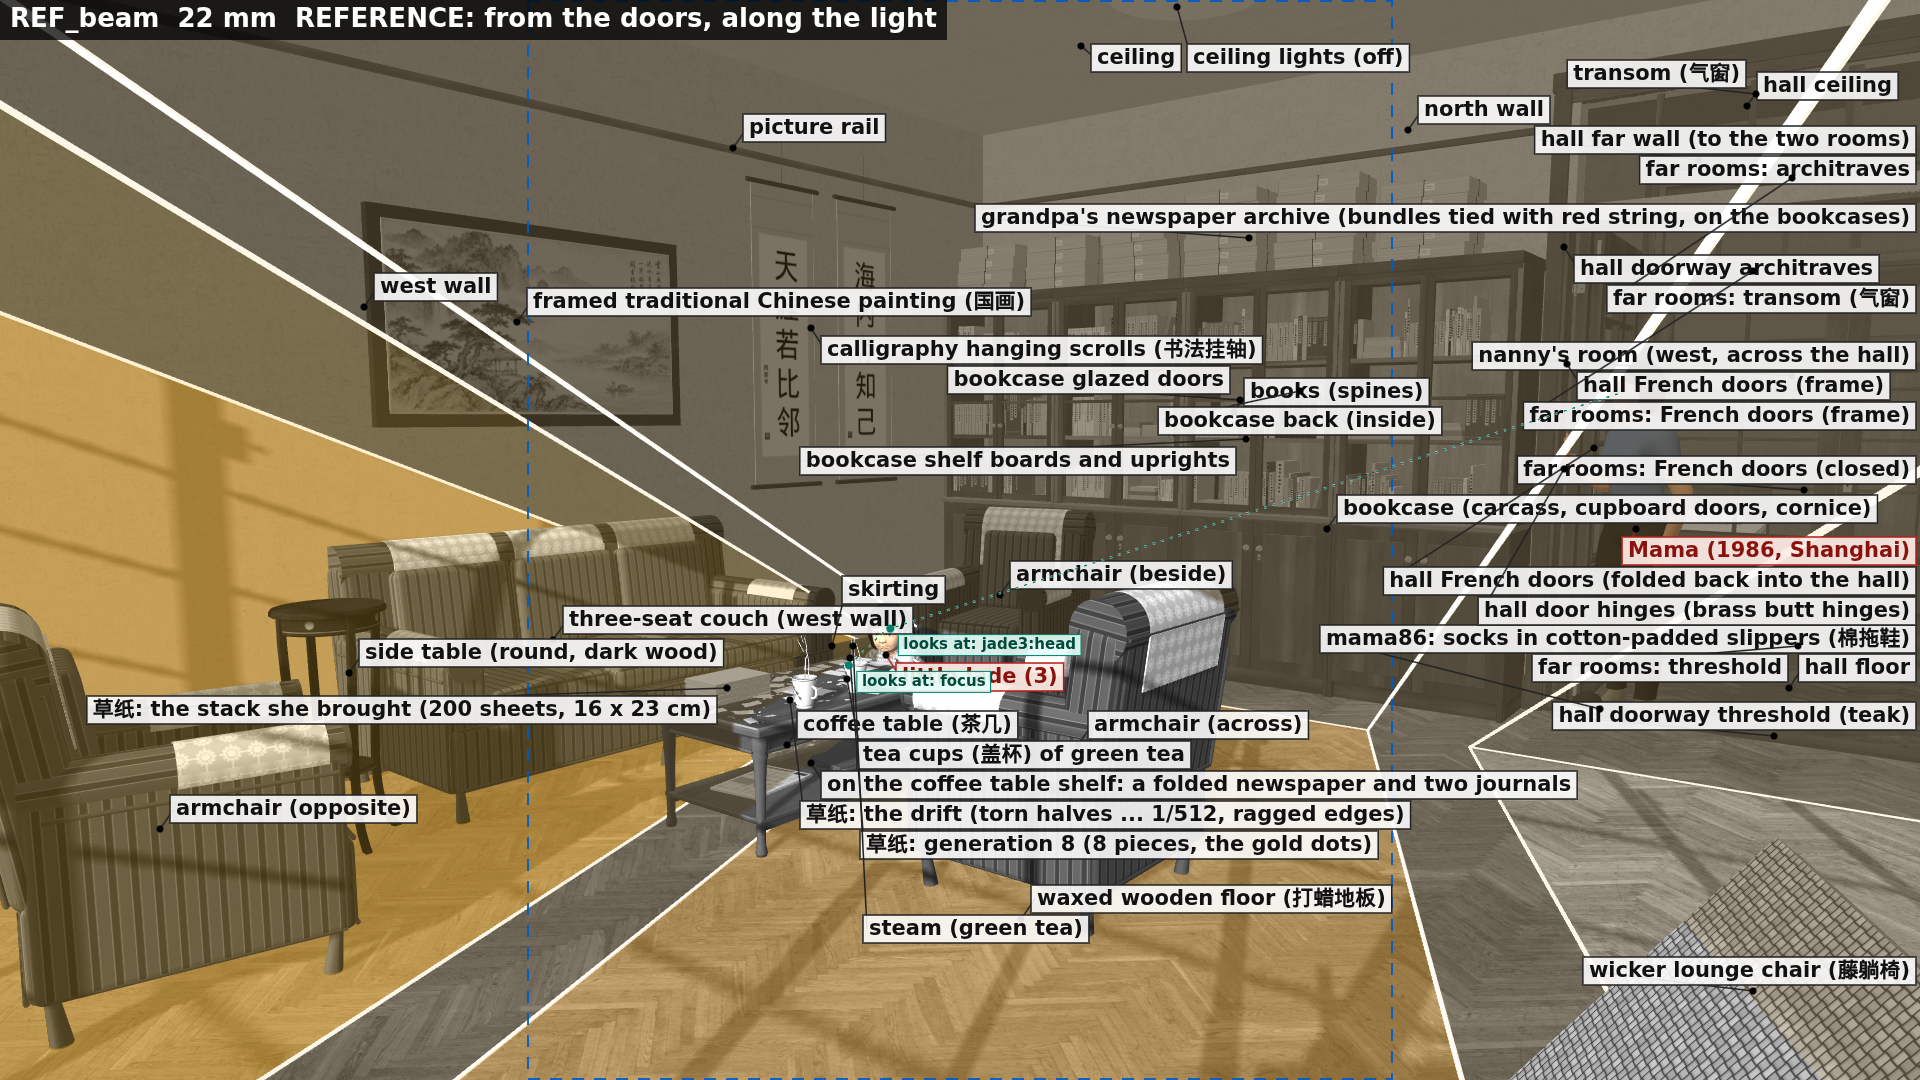 REF_beam 22 mm REFERENCE: from the doors, along the light
ceiling
ceiling lights (off)
transom (气窗)
hall ceiling
north wall
picture rail
hall far wall (to the two rooms)
far rooms: architraves
grandpa's newspaper archive (bundles tied with red string, on the bookcases)
hall doorway architraves
west wall
framed traditional Chinese painting (国画)
far rooms: transom (气窗)
calligraphy hanging scrolls (书法挂轴)
nanny's room (west, across the hall)
bookcase glazed doors
books (spines)
hall French doors (frame)
far rooms: French doors (frame)
bookcase back (inside)
bookcase shelf boards and uprights
far rooms: French doors (closed)
bookcase (carcass, cupboard doors, cornice)
Mama (1986, Shanghai)
armchair (beside)
skirting
hall French doors (folded back into the hall)
three-seat couch (west wall)
hall door hinges (brass butt hinges)
looks at: jade3:head
mama86: socks in cotton-padded slippers (棉拖鞋)
side table (round, dark wood)
far rooms: threshold
hall floor
looks at: focus
de (3)
草纸: the stack she brought (200 sheets, 16 x 23 cm)
hall doorway threshold (teak)
coffee table (茶几)
armchair (across)
tea cups (盖杯) of green tea
on the coffee table shelf: a folded newspaper and two journals
armchair (opposite)
草纸: the drift (torn halves ... 1/512, ragged edges)
草纸: generation 8 (8 pieces, the gold dots)
waxed wooden floor (打蜡地板)
steam (green tea)
wicker lounge chair (藤躺椅)
天
若
比
邻
海
知
己